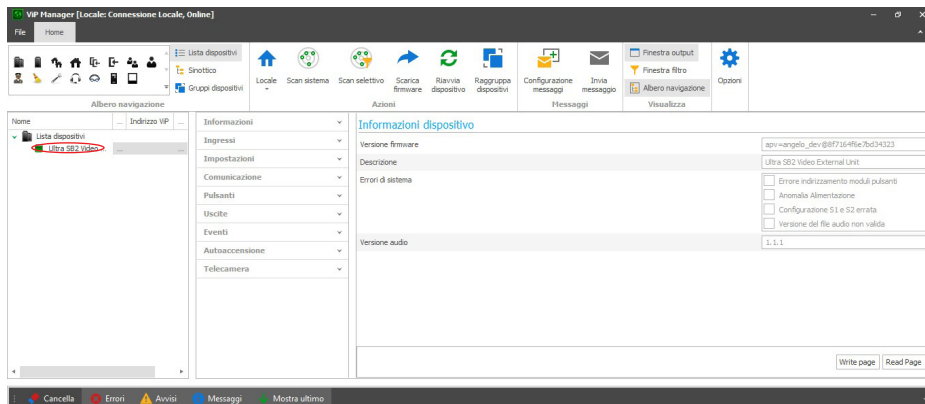 ViP Manager [Locale: Connessione Locale, Online]
File Home
Lista dispositivi
Sinottico
Gruppi dispositivi
Albero navigazione
Locale
Scan sistema
Scan selettivo
Scarica firmware
Riavvia dispositivo
Raggruppa dispositivi
Azioni
Configurazione messaggi
Invia messaggio
Messaggi
Finestra output
Finestra filtro
Albero navigazione
Visualizza
Opzioni
Nome ... Indirizzo ViP ...
Lista dispositivi
Ultra SB2 Video ... ... ...
Informazioni
Ingressi
Impostazioni
Comunicazione
Pulsanti
Uscite
Eventi
Autoaccensione
Telecamera
Informazioni dispositivo
Versione firmware apv=angelo_dev@8f7164f6e7bd34323
Descrizione Ultra SB2 Video External Unit
Errori di sistema
Errore indirizzamento moduli pulsanti
Anomalia Alimentazione
Configurazione S1 e S2 errata
Versione del file audio non valida
Versione audio 1.1.1
Write page Read Page
Cancella Errori Avvisi Messaggi Mostra ultimo